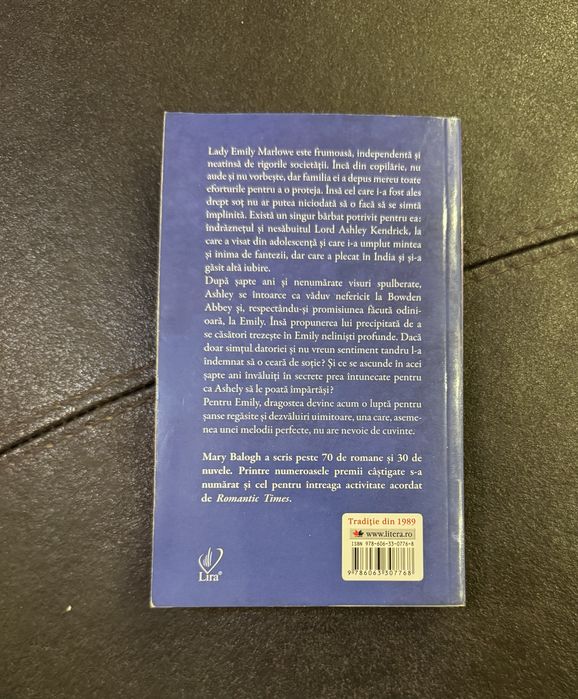 Lady Emily Marlowe este frumoasă, independentă și
neatinsă de rigorile societății. Încă din copilărie, nu
aude și nu vorbește, dar familia ei a depus mereu toate
eforturile pentru a o proteja. Însă cel care i-a fost ales
drept soț nu ar putea niciodată să o facă să se simtă
împlinită. Există un singur bărbat potrivit pentru ea:
îndrăznețul și nesăbuitul Lord Ashley Kendrick, la
care a visat din adolescență și care i-a umplut mintea
și inima de fantezii, dar care a plecat în India și și-a
găsit altă iubire.
După șapte ani și nenumărate visuri spulberate,
Ashley se întoarce ca văduv nefericit la Bowden
Abbey și, respectându-și promisiunea făcută odini-
oară, la Emily. Însă propunerea lui precipitată de a
se căsători trezește în Emily neliniști profunde. Dacă
doar simțul datoriei și nu vreun sentiment tandru l-a
îndemnat să o ceară de soție? Și ce se ascunde în acei
șapte ani învăluiți în secrete prea întunecate pentru
ca Ashely să le poată împărtăși?
Pentru Emily, dragostea devine acum o luptă pentru
șanse regăsite și dezvăluiri uimitoare, una care, aseme-
nea unei melodii perfecte, nu are nevoie de cuvinte.
Mary Balogh a scris peste 70 de romane și 30 de
nuvele. Printre numeroasele premii câștigate s-a
numărat și cel pentru întreaga activitate acordat
de Romantic Times.
Lira®
Tradiție din 1989
www.litera.ro
ISBN 978-606-33-0776-8
9 786063 307768